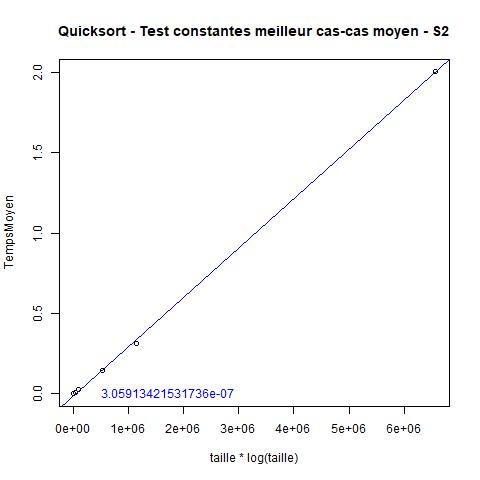 Quicksort - Test constantes meilleur cas-cas moyen - S2
TempsMoyen
2.0
1.5
1.0
0.5
0.0
3.05913421531736e-07
0e+00 1e+06 2e+06 3e+06 4e+06 5e+06 6e+06
taille * log(taille)